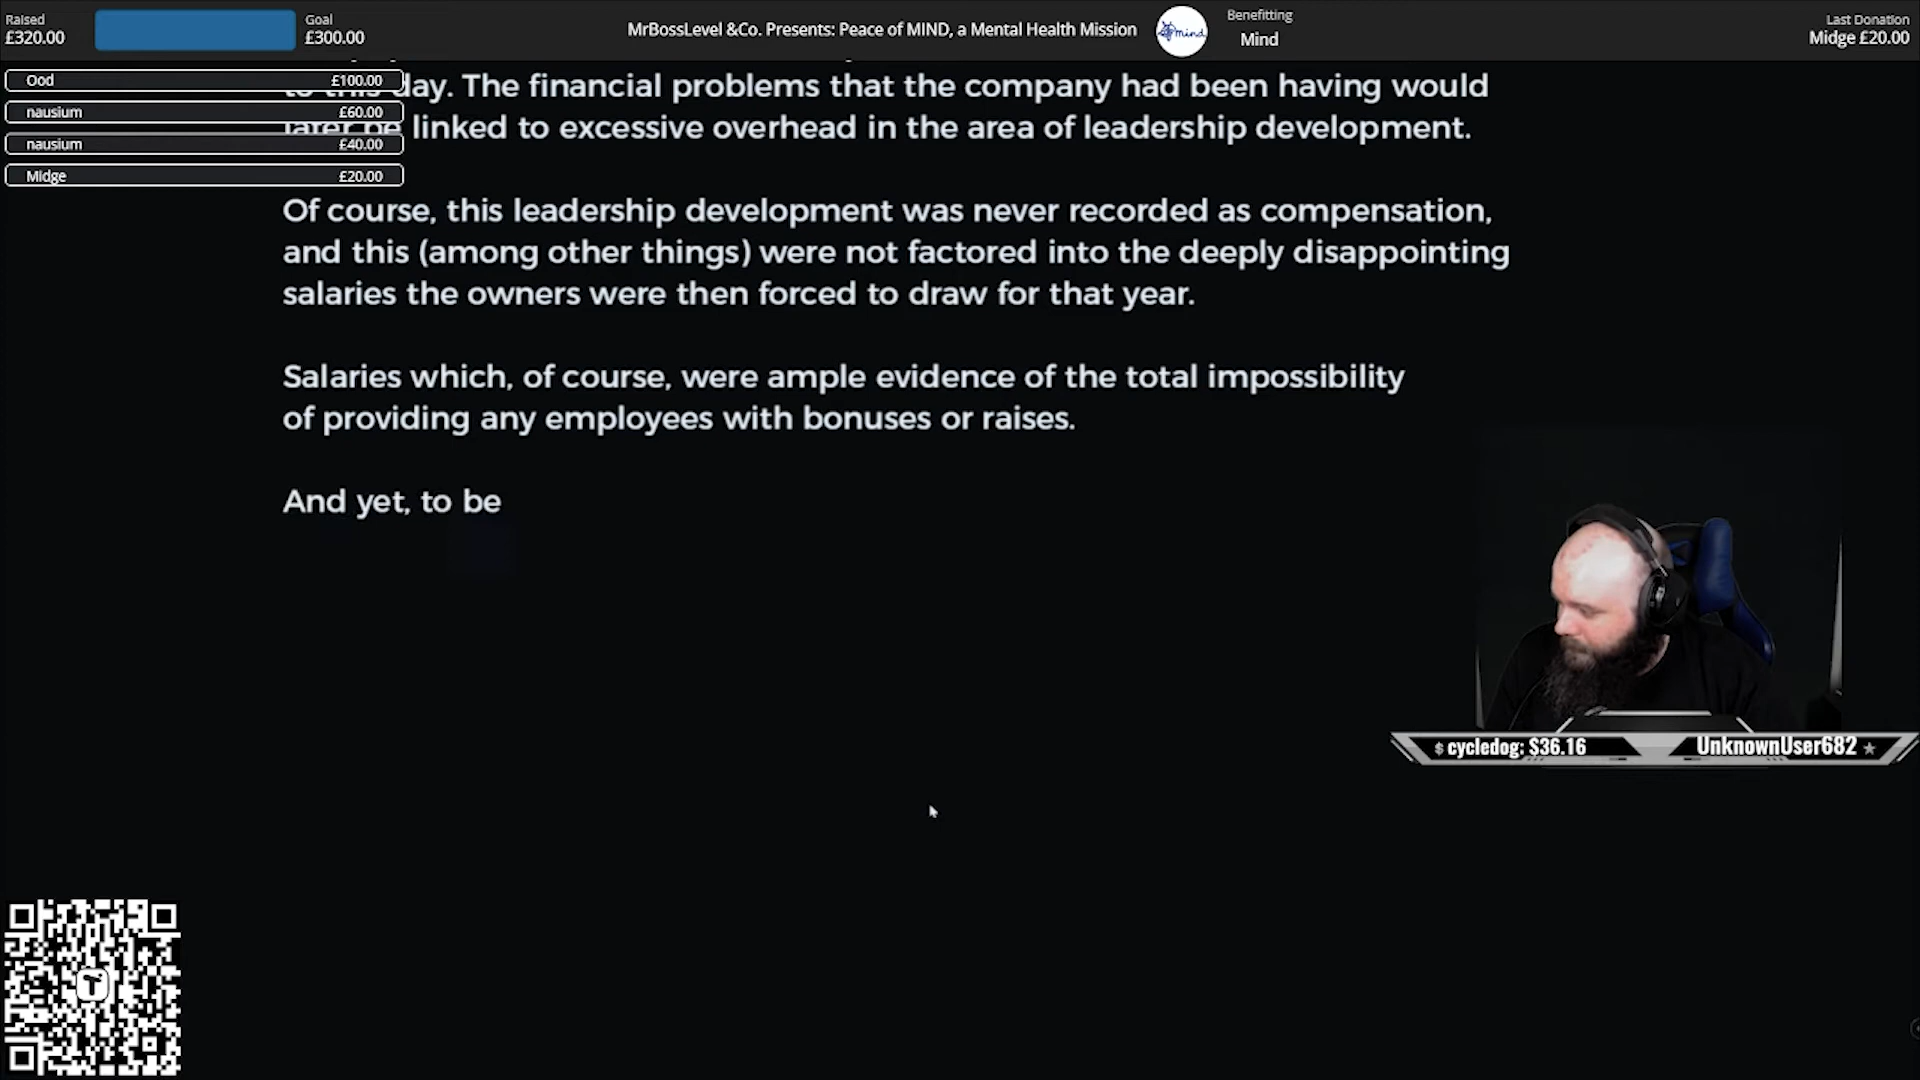 Raised
£320.00
Goal
£300.00
MrBossLevel &Co. Presents: Peace of MIND, a Mental Health Mission
mind
Benefitting
Mind
Last Donation
Midge £20.00
Ood £100.00
nausium £60.00
nausium £40.00
Midge £20.00
to this day. The financial problems that the company had been having would
later be linked to excessive overhead in the area of leadership development.
Of course, this leadership development was never recorded as compensation,
and this (among other things) were not factored into the deeply disappointing
salaries the owners were then forced to draw for that year.
Salaries which, of course, were ample evidence of the total impossibility
of providing any employees with bonuses or raises.
And yet, to be
$ cycledog: $36.16
UnknownUser682